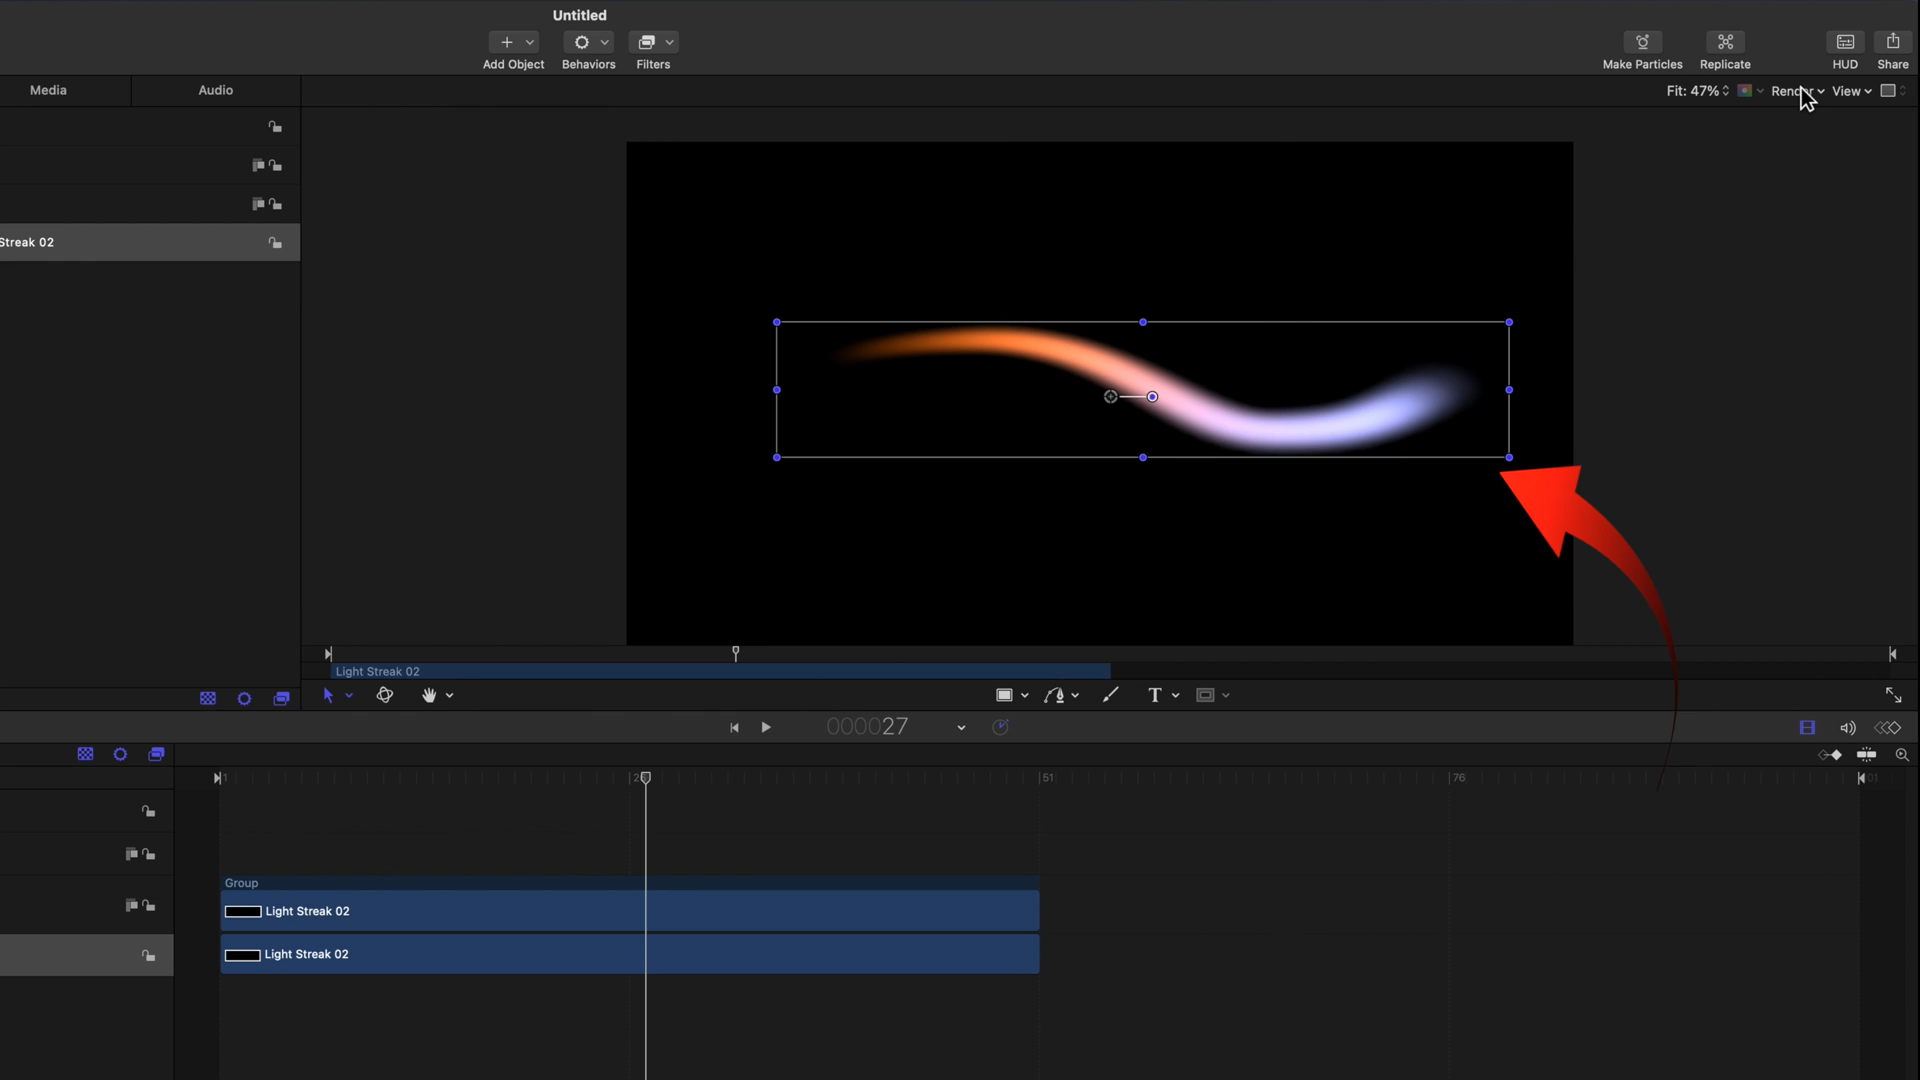 Untitled
Add Object
Behaviors
Filters
Make Particles
Replicate
HUD
Share
Media
Audio
Fit: 47%
Render
View
Streak 02
Light Streak 02
T
000027
1
51
76
Group
Light Streak 02
Light Streak 02